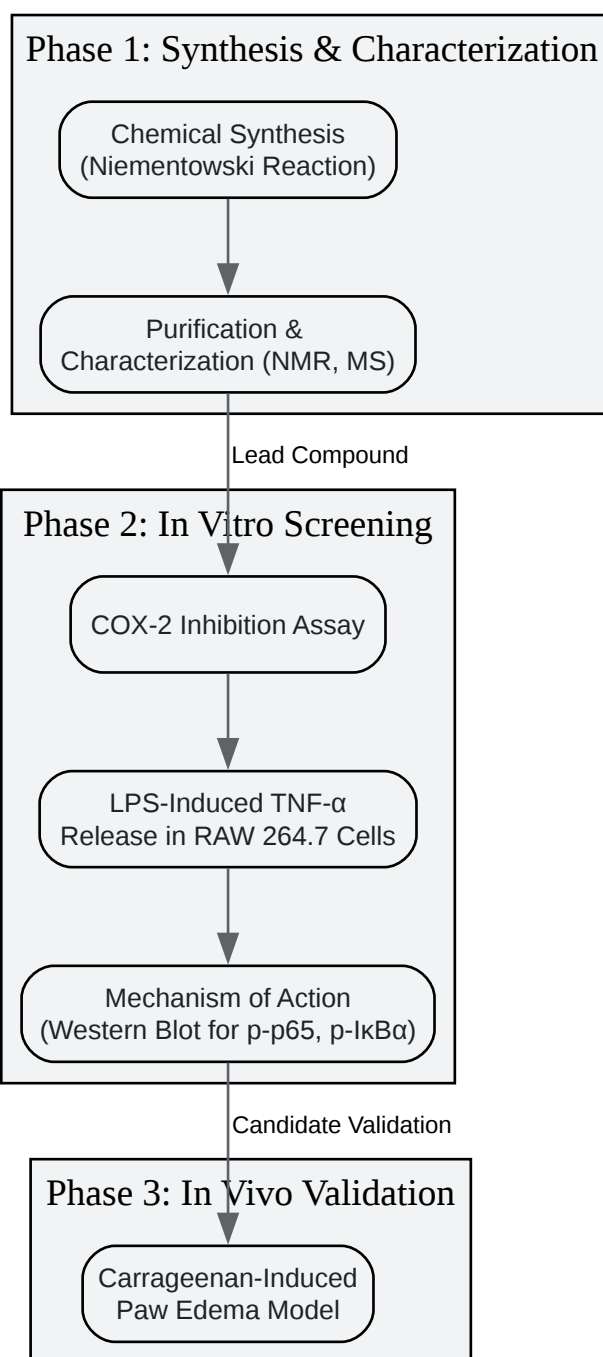 Phase 1: Synthesis & Characterization
Chemical Synthesis
(Niementowski Reaction)
Purification &
Characterization (NMR, MS)
Lead Compound
Phase 2: In Vitro Screening
COX-2 Inhibition Assay
LPS-Induced TNF-α
Release in RAW 264.7 Cells
Mechanism of Action
(Western Blot for p-p65, p-IκBα)
Candidate Validation
Phase 3: In Vivo Validation
Carrageenan-Induced
Paw Edema Model